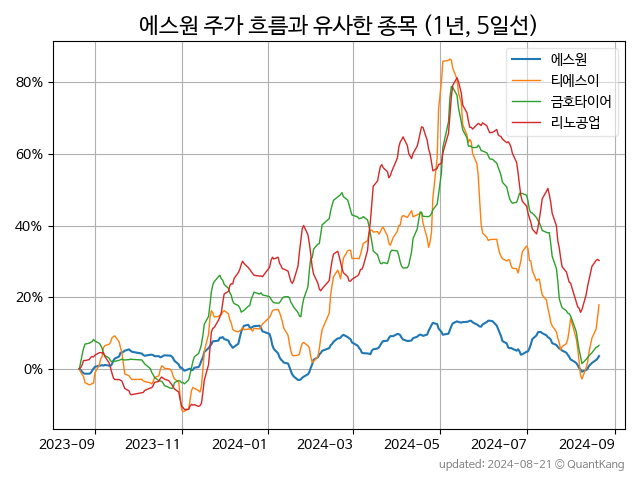 에스원 주가 흐름과 유사한 종목 (1년, 5일선)
에스원
티에스이
금호타이어
리노공업
80%
60%
40%
20%
0%
2023-09 2023-11 2024-01 2024-03 2024-05 2024-07 2024-09
updated: 2024-08-21 © QuantKang